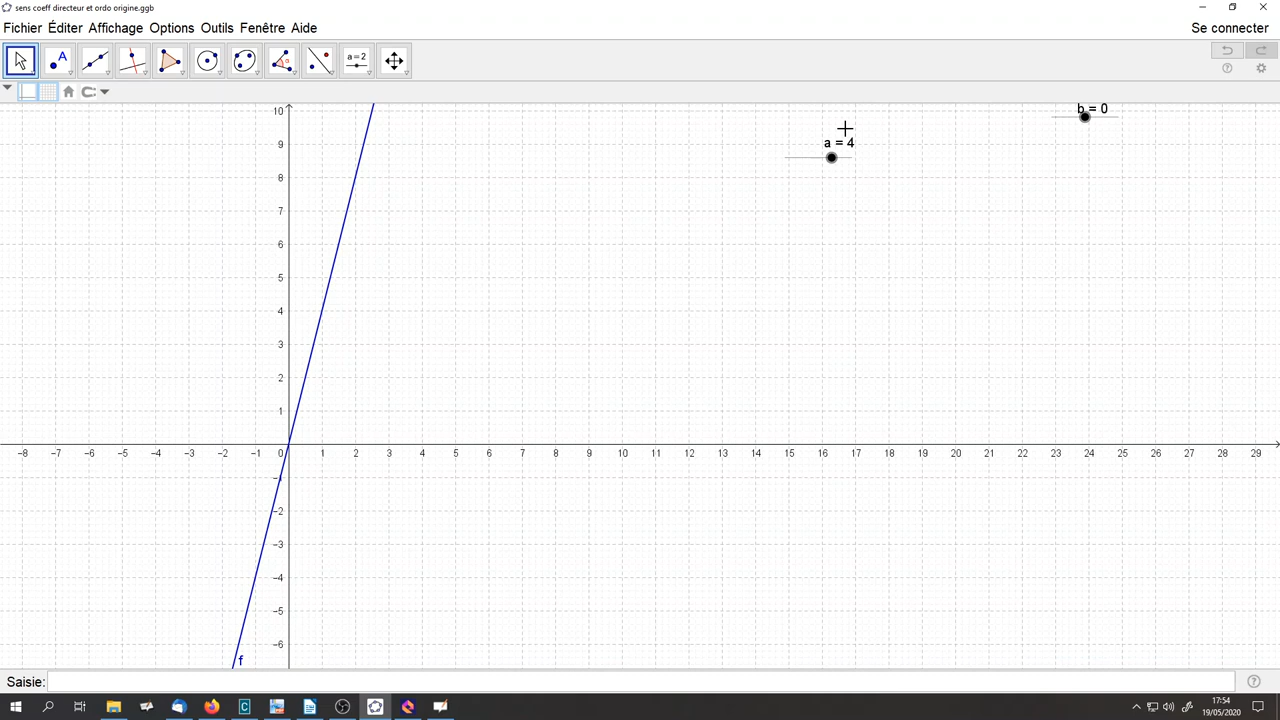 sens coeff directeur et ordo origine.ggb
Fichier Éditer Affichage Options Outils Fenêtre Aide
Se connecter
A
a=2
b = 0
a = 4
10
9
8
7
6
5
4
3
2
1
−8 −7 −6 −5 −4 −3 −2 −1 0 1 2 3 4 5 6 7 8 9 10 11 12 13 14 15 16 17 18 19 20 21 22 23 24 25 26 27 28 29
−1
−2
−3
−4
−5
−6
f
Saisie:
17:54
19/05/2020